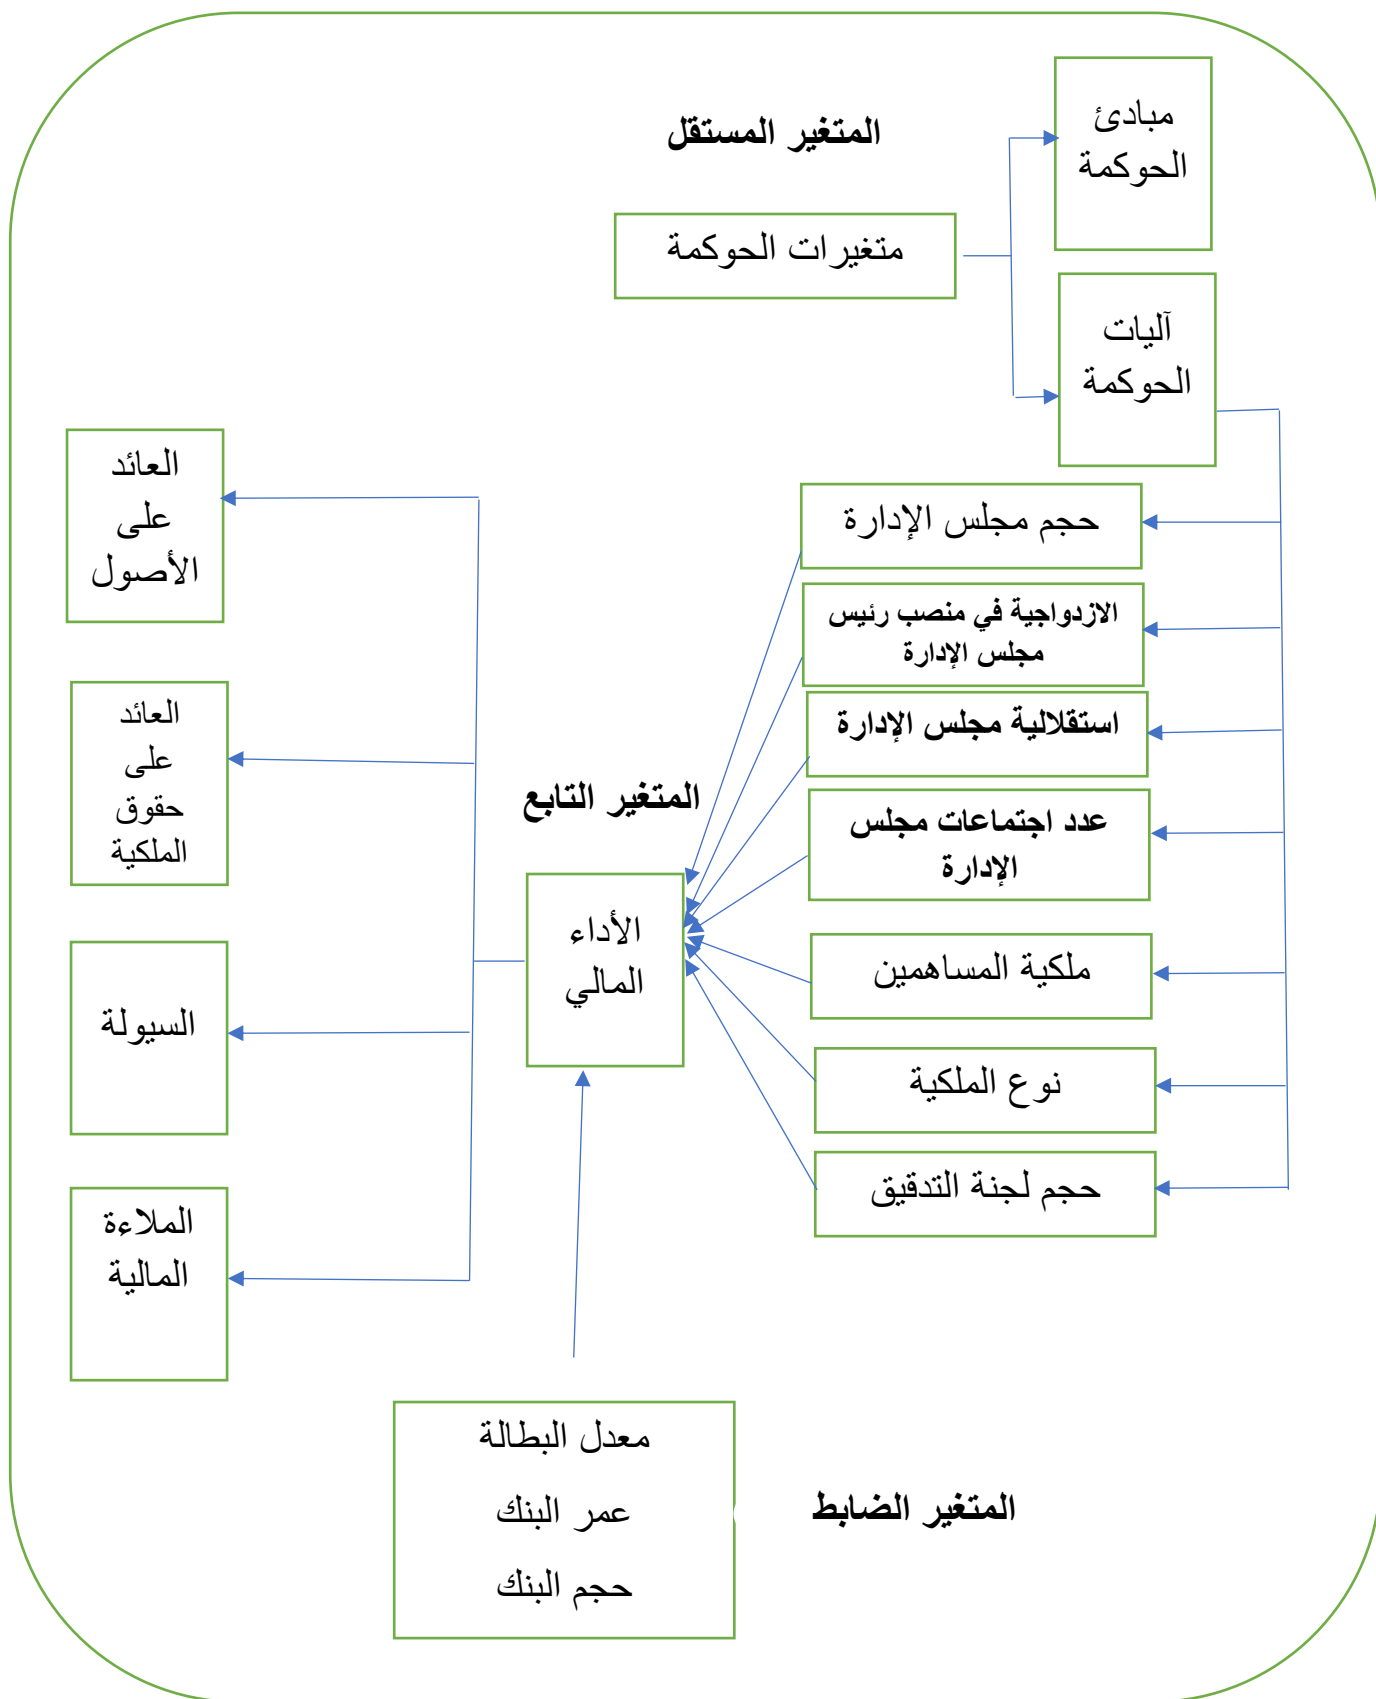 مبادئ
الحوكمة
المتغير المستقل
متغيرات الحوكمة
آليات
الحوكمة
حجم مجلس الإدارة
الازدواجية في منصب رئيس
مجلس الإدارة
استقلالية مجلس الإدارة
عدد اجتماعات مجلس
الإدارة
ملكية المساهمين
نوع الملكية
حجم لجنة التدقيق
المتغير التابع
الأداء
المالي
العائد
على
الأصول
العائد
على
حقوق
الملكية
السيولة
الملاءة
المالية
المتغير الضابط
معدل البطالة
عمر البنك
حجم البنك